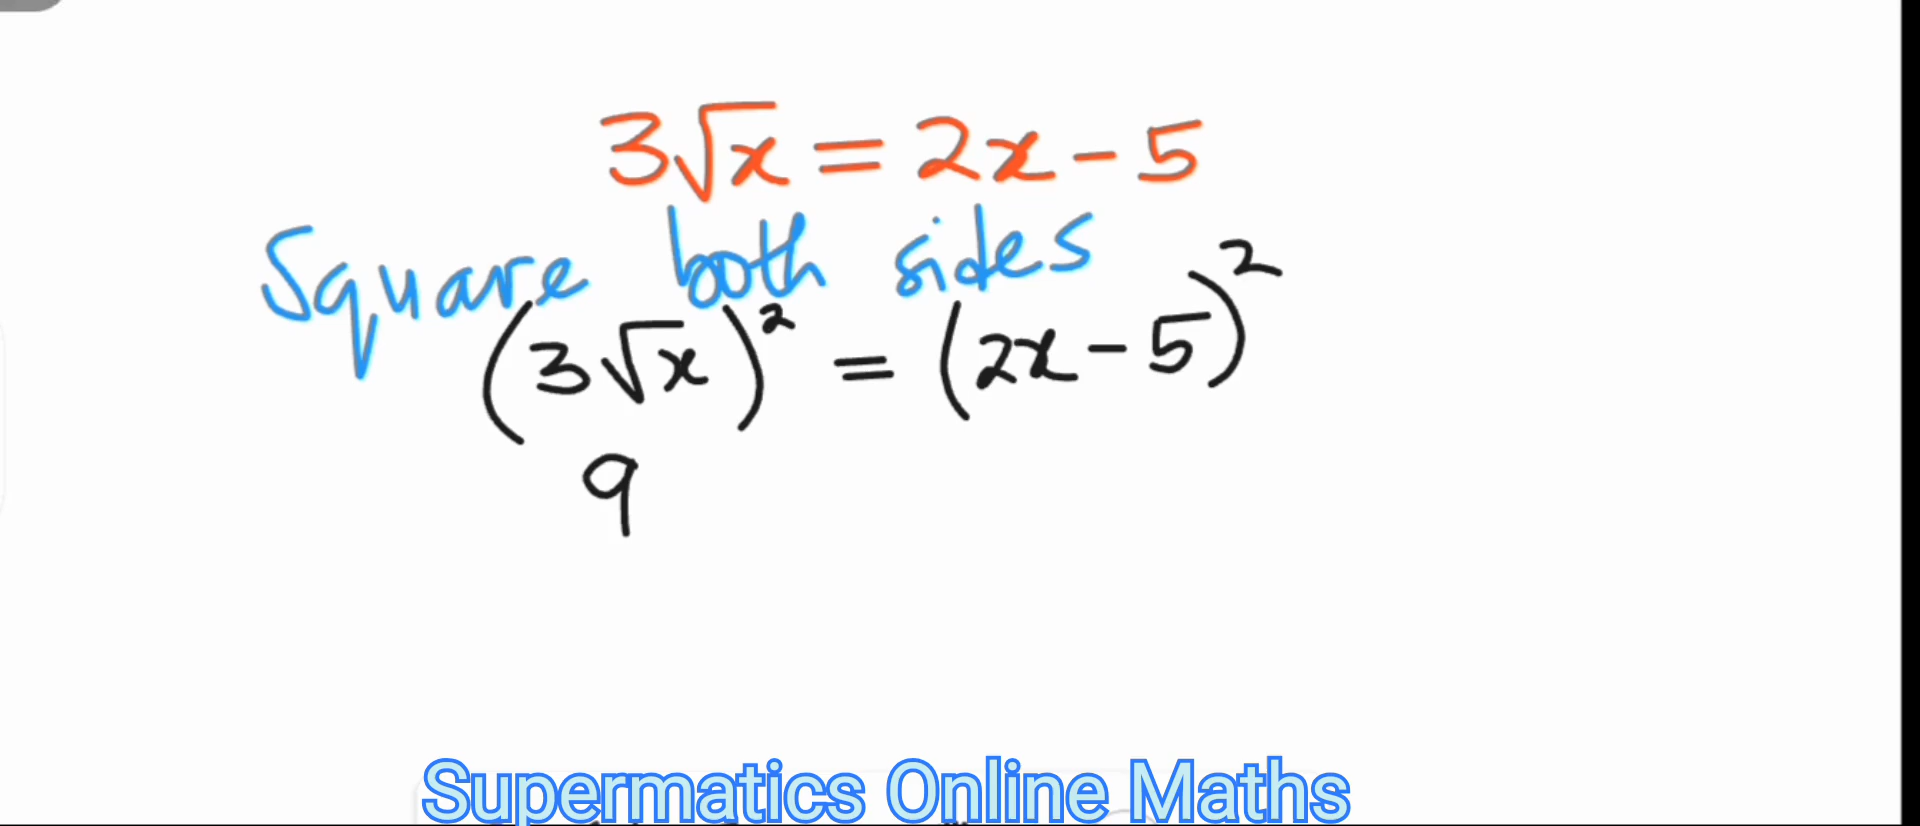 3√x = 2x - 5
Square both sides
(3√x)² = (2x - 5)²
9
Supermatics Online Maths